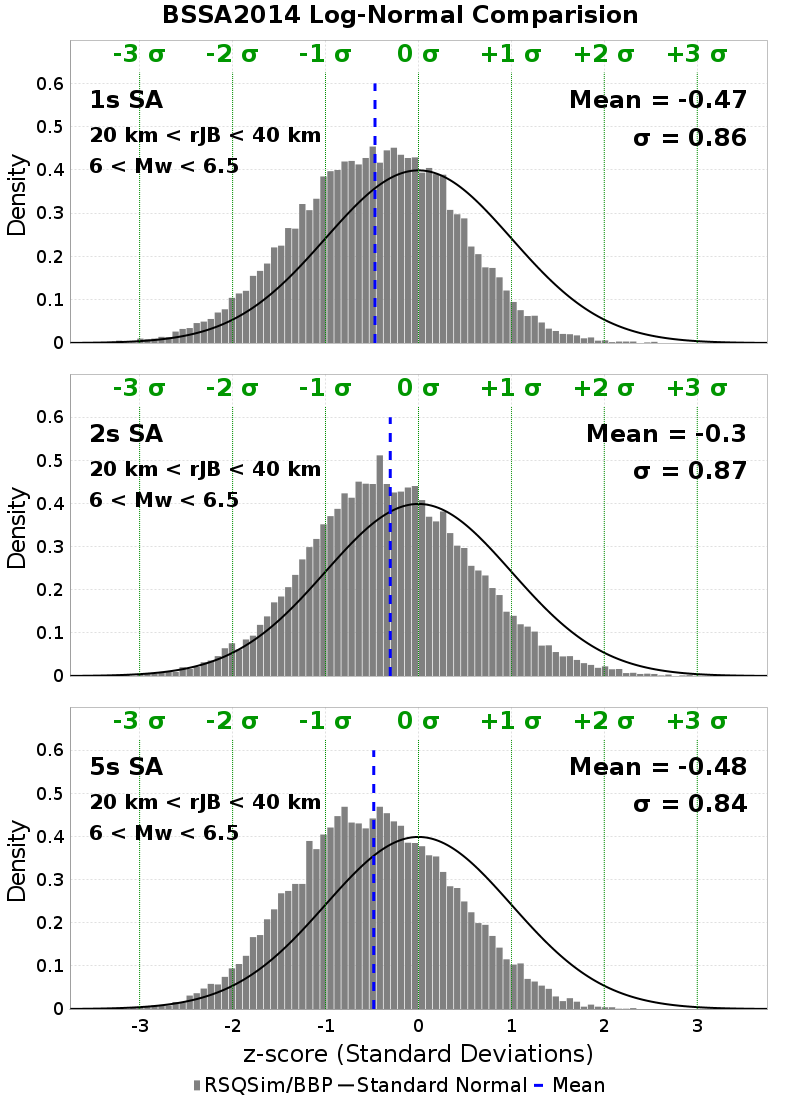 BSSA2014 Log-Normal Comparision
-3 σ -2 σ -1 σ 0 σ +1 σ +2 σ +3 σ
0.6
1s SA
Mean = -0.47
0.5
20 km < rJB < 40 km
σ = 0.86
0.4
6 < Mw < 6.5
0.3
0.2
0.1
0
Density
-3 σ -2 σ -1 σ 0 σ +1 σ +2 σ +3 σ
0.6
2s SA
Mean = -0.3
0.5
20 km < rJB < 40 km
σ = 0.87
0.4
6 < Mw < 6.5
0.3
0.2
0.1
0
Density
-3 σ -2 σ -1 σ 0 σ +1 σ +2 σ +3 σ
0.6
5s SA
Mean = -0.48
0.5
20 km < rJB < 40 km
σ = 0.84
0.4
6 < Mw < 6.5
0.3
0.2
0.1
0
Density
-3 -2 -1 0 1 2 3
z-score (Standard Deviations)
RSQSim/BBP Standard Normal Mean